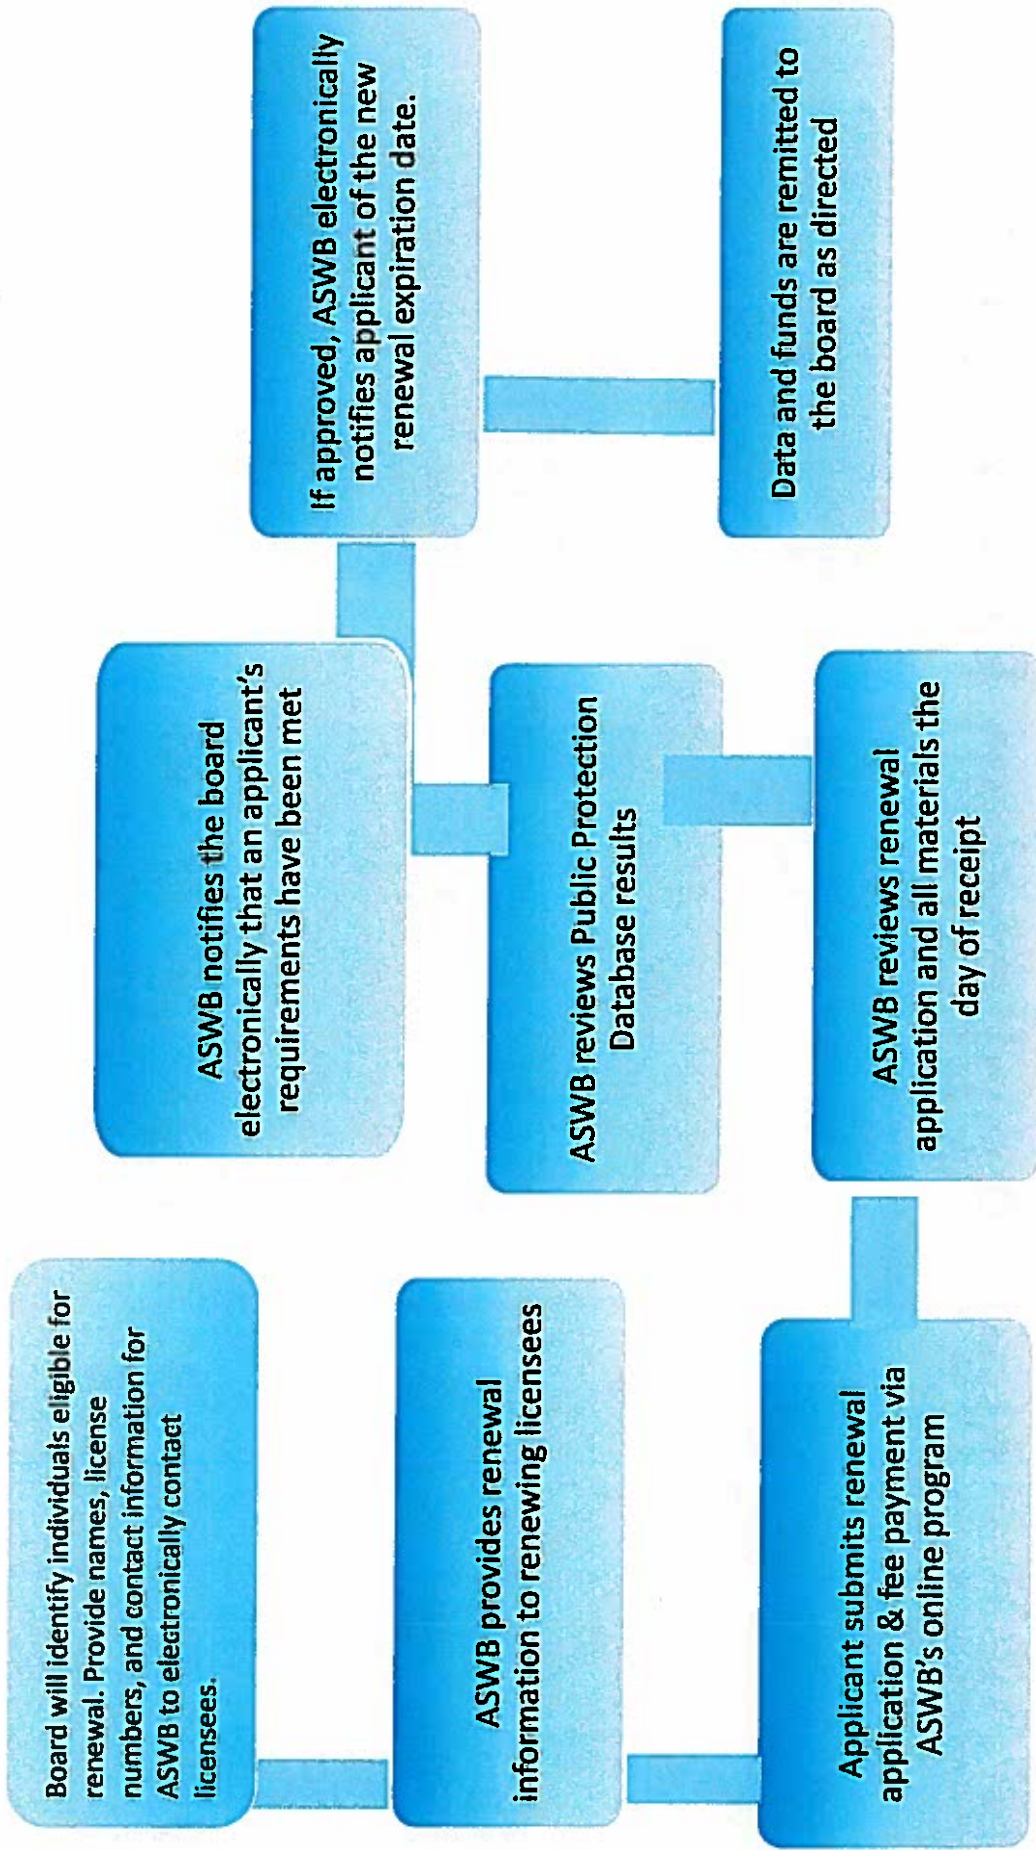 Board will identify individuals eligible for
renewal. Provide names, license
numbers, and contact information for
ASWB to electronically contact
licensees.
ASWB provides renewal
information to renewing licensees
Applicant submits renewal
application & fee payment via
ASWB's online program
ASWB reviews renewal
application and all materials the
day of receipt
ASWB reviews Public Protection
Database results
ASWB notifies the board
electronically that an applicant's
requirements have been met
If approved, ASWB electronically
notifies applicant of the new
renewal expiration date.
Data and funds are remitted to
the board as directed